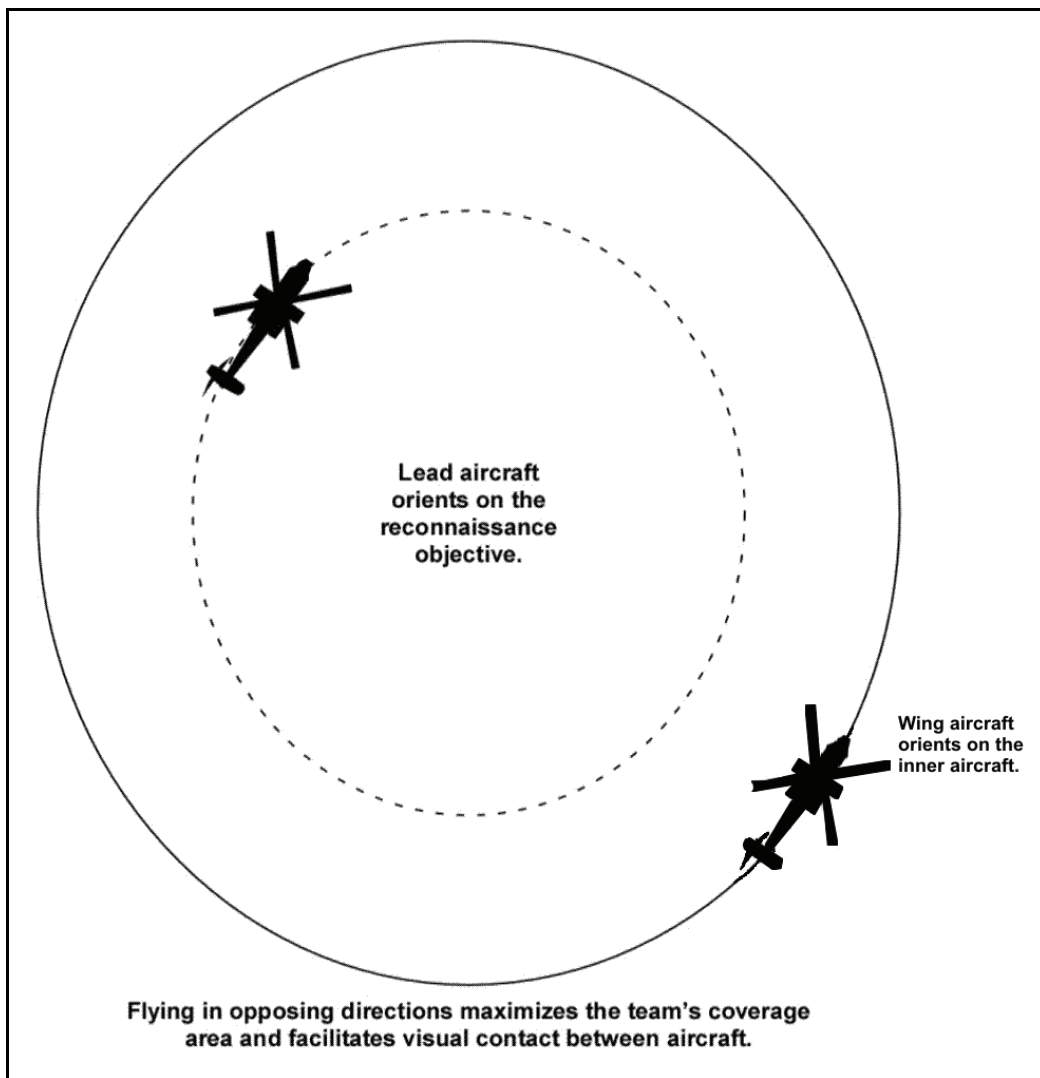 Lead aircraft
orients on the
reconnaissance
objective.
Wing aircraft
orients on the
inner aircraft.
Flying in opposing directions maximizes the team's coverage
area and facilitates visual contact between aircraft.